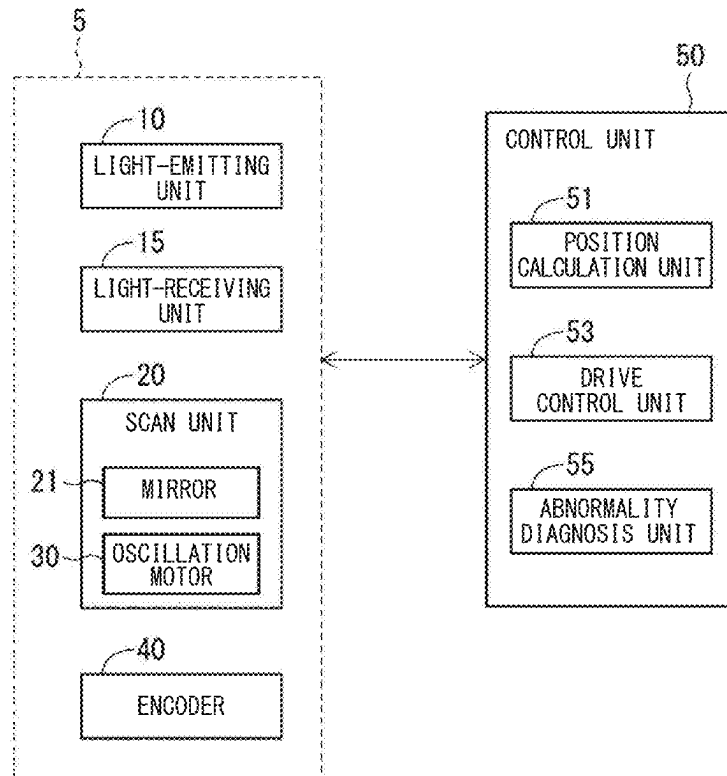 5
10
LIGHT-EMITTING
UNIT
15
LIGHT-RECEIVING
UNIT
20
SCAN UNIT
21
MIRROR
30
OSCILLATION
MOTOR
40
ENCODER
50
CONTROL UNIT
51
POSITION
CALCULATION UNIT
53
DRIVE
CONTROL UNIT
55
ABNORMALITY
DIAGNOSIS UNIT